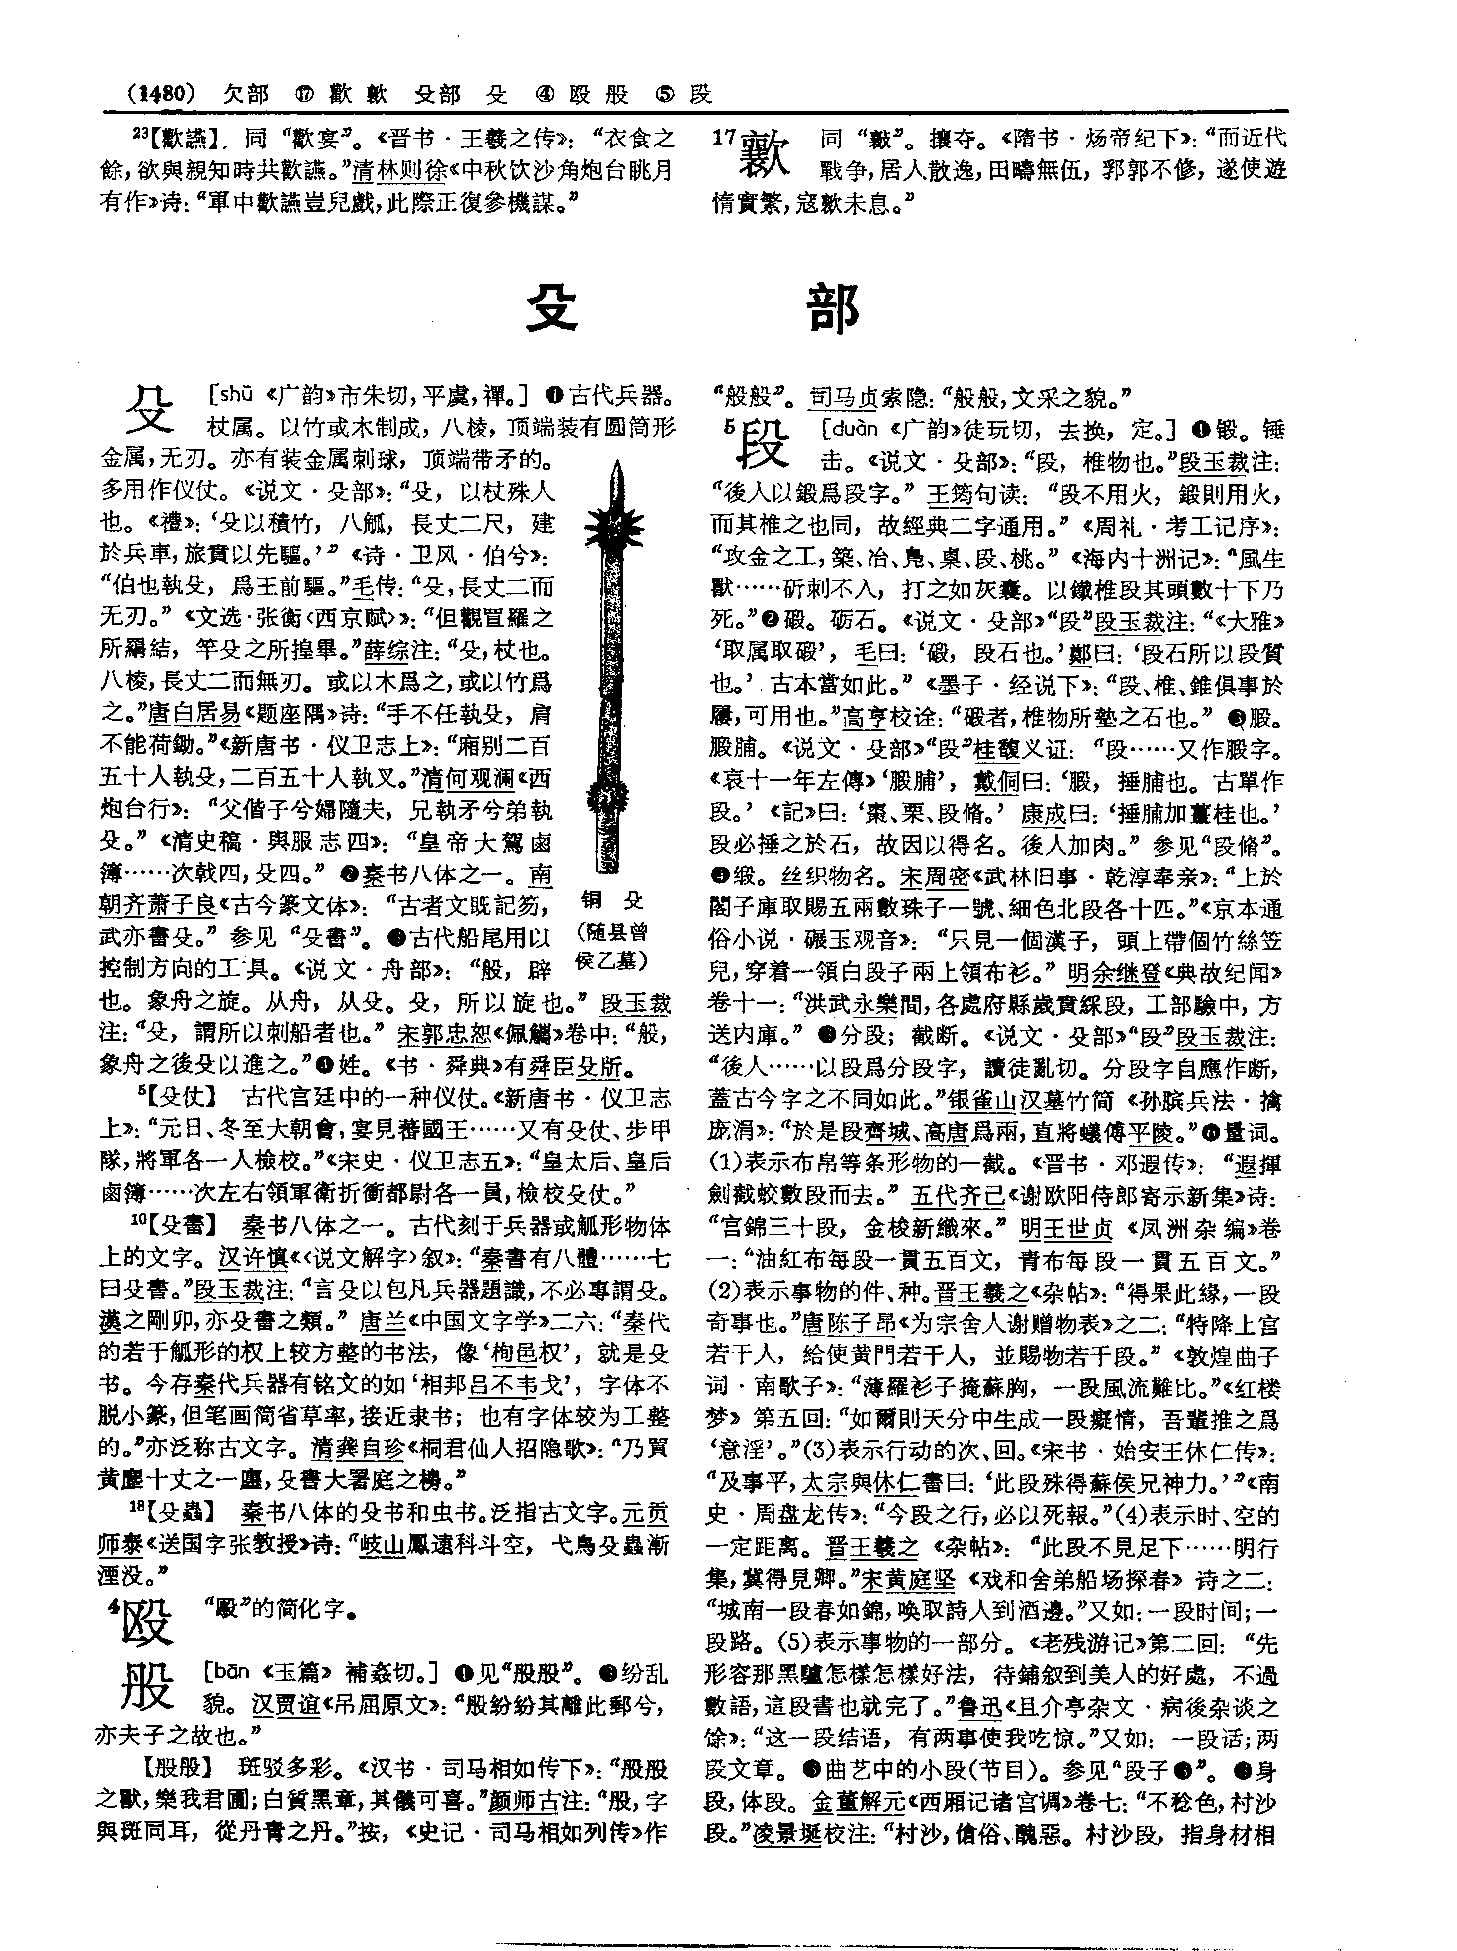 (1480) 欠部 ⑰ 歡 歞 殳部 殳 ④ 殴 股 ⑤ 段
23【歡讌】. 同“歡宴”。《晋书·王羲之传》：“衣食之
餘，欲與親知時共歡讌。”清林则徐《中秋饮沙角炮台眺月
有作》诗：“軍中歡讌豈兒戲，此際正復參機謀。”
17 同“敚”。攘夺。《隋书·炀帝纪下》：“而近代
戰争，居人散逸，田疇無伍，郛郭不修，遂使遊
惰實繁，寇歞未息。”
殳 部
殳 [shū 《广韵》市朱切，平虞，禪。] ❶古代兵器。
杖属。以竹或木制成，八棱，顶端装有圆筒形
金属，无刃。亦有装金属刺球，顶端带矛的。
多用作仪仗。《说文·殳部》：“殳，以杖殊人
也。《禮》：‘殳以積竹，八觚，長丈二尺，建
於兵車，旅賁以先驅。’”《诗·卫风·伯兮》：
“伯也執殳，爲王前驅。”毛传：“殳，長丈二而
无刃。”《文选·张衡〈西京赋〉》：“但觀罝羅之
所羂結，竿殳之所揘畢。”薛综注：“殳，杖也。
八棱，長丈二而無刃。或以木爲之，或以竹爲
之。”唐白居易《题座隅》诗：“手不任執殳，肩
不能荷鋤。”《新唐书·仪卫志上》：“廂别二百
五十人執殳，二百五十人執叉。”清何观澜《西
炮台行》：“父偕子兮婦隨夫，兄執矛兮弟執
殳。”《清史稿·輿服志四》：“皇帝大駕鹵
簿……次戟四，殳四。”❷秦书八体之一。南
朝齐萧子良《古今篆文体》：“古者文既記笏，
武亦書殳。”参见“殳書”。❸古代船尾用以
控制方向的工具。《说文·舟部》：“般，辟
也。象舟之旋。从舟，从殳。殳，所以旋也。”段玉裁
注：“殳，謂所以刺船者也。”宋郭忠恕《佩觿》卷中：“般，
象舟之後殳以進之。”❹姓。《书·舜典》有舜臣殳斨。
铜 殳
（随县曾
侯乙墓）
5【殳仗】 古代宫廷中的一种仪仗。《新唐书·仪卫志
上》：“元日、冬至大朝會，宴見蕃國王……又有殳仗、步甲
隊，將軍各一人檢校。”《宋史·仪卫志五》：“皇太后、皇后
鹵簿……次左右領軍衛折衝都尉各一員，檢校殳仗。”
10【殳書】 秦书八体之一。古代刻于兵器或觚形物体
上的文字。汉许慎《〈说文解字〉叙》：“秦書有八體……七
曰殳書。”段玉裁注：“言殳以包凡兵器題識，不必專謂殳。
漢之剛卯，亦殳書之類。”唐兰《中国文字学》二六：“秦代
的若干觚形的权上较方整的书法，像‘栒邑权’，就是殳
书。今存秦代兵器有铭文的如‘相邦吕不韦戈’，字体不
脱小篆，但笔画简省草率，接近隶书；也有字体较为工整
的。”亦泛称古文字。清龚自珍《桐君仙人招隐歌》：“乃買
黄塵十丈之一廛，殳書大署庭之楣。”
18【殳蟲】 秦书八体的殳书和虫书。泛指古文字。元贡
师泰《送国字张教授》诗：“岐山鳳遠科斗空，弋鳥殳蟲漸
湮没。”
4殴 “毆”的简化字。
股 [bān 《玉篇》補姦切。] ❶见“股股”。❷纷乱
貌。汉贾谊《吊屈原文》：“股紛紛其離此郵兮，
亦夫子之故也。”
【股股】 斑驳多彩。《汉书·司马相如传下》：“股股
之獸，樂我君囿；白質黑章，其儀可喜。”颜师古注：“股，字
與斑同耳，從丹青之丹。”按，《史记·司马相如列传》作
“般般”。司马贞索隐：“般般，文采之貌。”
5段 [duàn 《广韵》徒玩切，去换，定。] ❶锻。锤
击。《说文·殳部》：“段，椎物也。”段玉裁注：
“後人以鍛爲段字。”王筠句读：“段不用火，鍛則用火，
而其椎之也同，故經典二字通用。”《周礼·考工记序》：
“攻金之工，築、冶、鳧、㮚、段、桃。”《海内十洲记》：“風生
獸……斫刺不入，打之如灰囊。以鐵椎段其頭數十下乃
死。”❷碫。砺石。《说文·殳部》“段”段玉裁注：“《大雅》
‘取厉取碫’，毛曰：‘碫，段石也。’鄭曰：‘段石所以段質
也。’古本當如此。”《墨子·经说下》：“段、椎、錐俱事於
履，可用也。”高亨校诠：“碫者，椎物所墊之石也。”❸腶。
腶脯。《说文·殳部》“段”桂馥义证：“段……又作腶字。
《哀十一年左傳》‘腶脯’，戴侗曰：‘腶，捶脯也。古單作
段。’《記》曰：‘棗、栗、段脩。’康成曰：‘捶脯加薑桂也。’
段必捶之於石，故因以得名。後人加肉。”参见“段脩”。
❹缎。丝织物名。宋周密《武林旧事·乾淳奉亲》：“上於
閣子庫取賜五兩數珠子一號、細色北段各十匹。”《京本通
俗小说·碾玉观音》：“只見一個漢子，頭上帶個竹絲笠
兒，穿着一領白段子兩上領布衫。”明余继登《典故纪闻》
卷十一：“洪武永樂間，各處府縣歲賁綵段，工部驗中，方
送内庫。”❺分段；截断。《说文·殳部》“段”段玉裁注：
“後人……以段爲分段字，讀徒亂切。分段字自應作断，
蓋古今字之不同如此。”银雀山汉墓竹简《孙膑兵法·擒
庞涓》：“於是段齊城、高唐爲兩，直將蟻傅平陵。”❻量词。
(1)表示布帛等条形物的一截。《晋书·邓遐传》：“遐揮
劍截蛟數段而去。”五代齐己《谢欧阳侍郎寄示新集》诗：
“宫錦三十段，金梭新織來。”明王世贞《凤洲杂编》卷
一：“油紅布每段一貫五百文，青布每段一貫五百文。”
(2)表示事物的件、种。晋王羲之《杂帖》：“得果此缘，一段
奇事也。”唐陈子昂《为宗舍人谢赠物表》之二：“特降上宫
若干人，給使黄門若干人，並賜物若干段。”《敦煌曲子
词·南歌子》：“薄羅衫子掩蘇胸，一段風流難比。”《红楼
梦》第五回：“如爾則天分中生成一段癡情，吾輩推之爲
‘意淫’。”(3)表示行动的次、回。《宋书·始安王休仁传》：
“及事平，太宗與休仁書曰：‘此段殊得蘇侯兄神力。’”《南
史·周盘龙传》：“今段之行，必以死報。”(4)表示时、空的
一定距离。晋王羲之《杂帖》：“此段不見足下……明行
集，冀得見卿。”宋黄庭坚《戏和舍弟船场探春》诗之二：
“城南一段春如錦，唤取詩人到酒邊。”又如：一段时间；一
段路。(5)表示事物的一部分。《老残游记》第二回：“先
形容那黑驢怎樣怎樣好法，待鋪叙到美人的好處，不過
數語，這段書也就完了。”鲁迅《且介亭杂文·病後杂谈之
馀》：“这一段结语，有两事使我吃惊。”又如：一段话；两
段文章。❼曲艺中的小段(节目)。参见“段子❸”。❽身
段，体段。金董解元《西厢记诸宫调》卷七：“不稔色，村沙
段。”凌景埏校注：“村沙，傖俗、醜惡。村沙段，指身材相